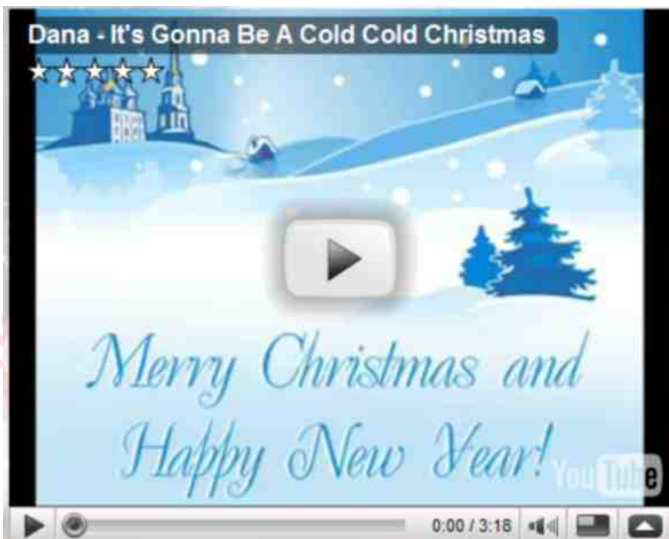 Dana - It's Gonna Be A Cold Cold Christmas
Merry Christmas and
Happy New Year!
YouTube
0:00 / 3:18